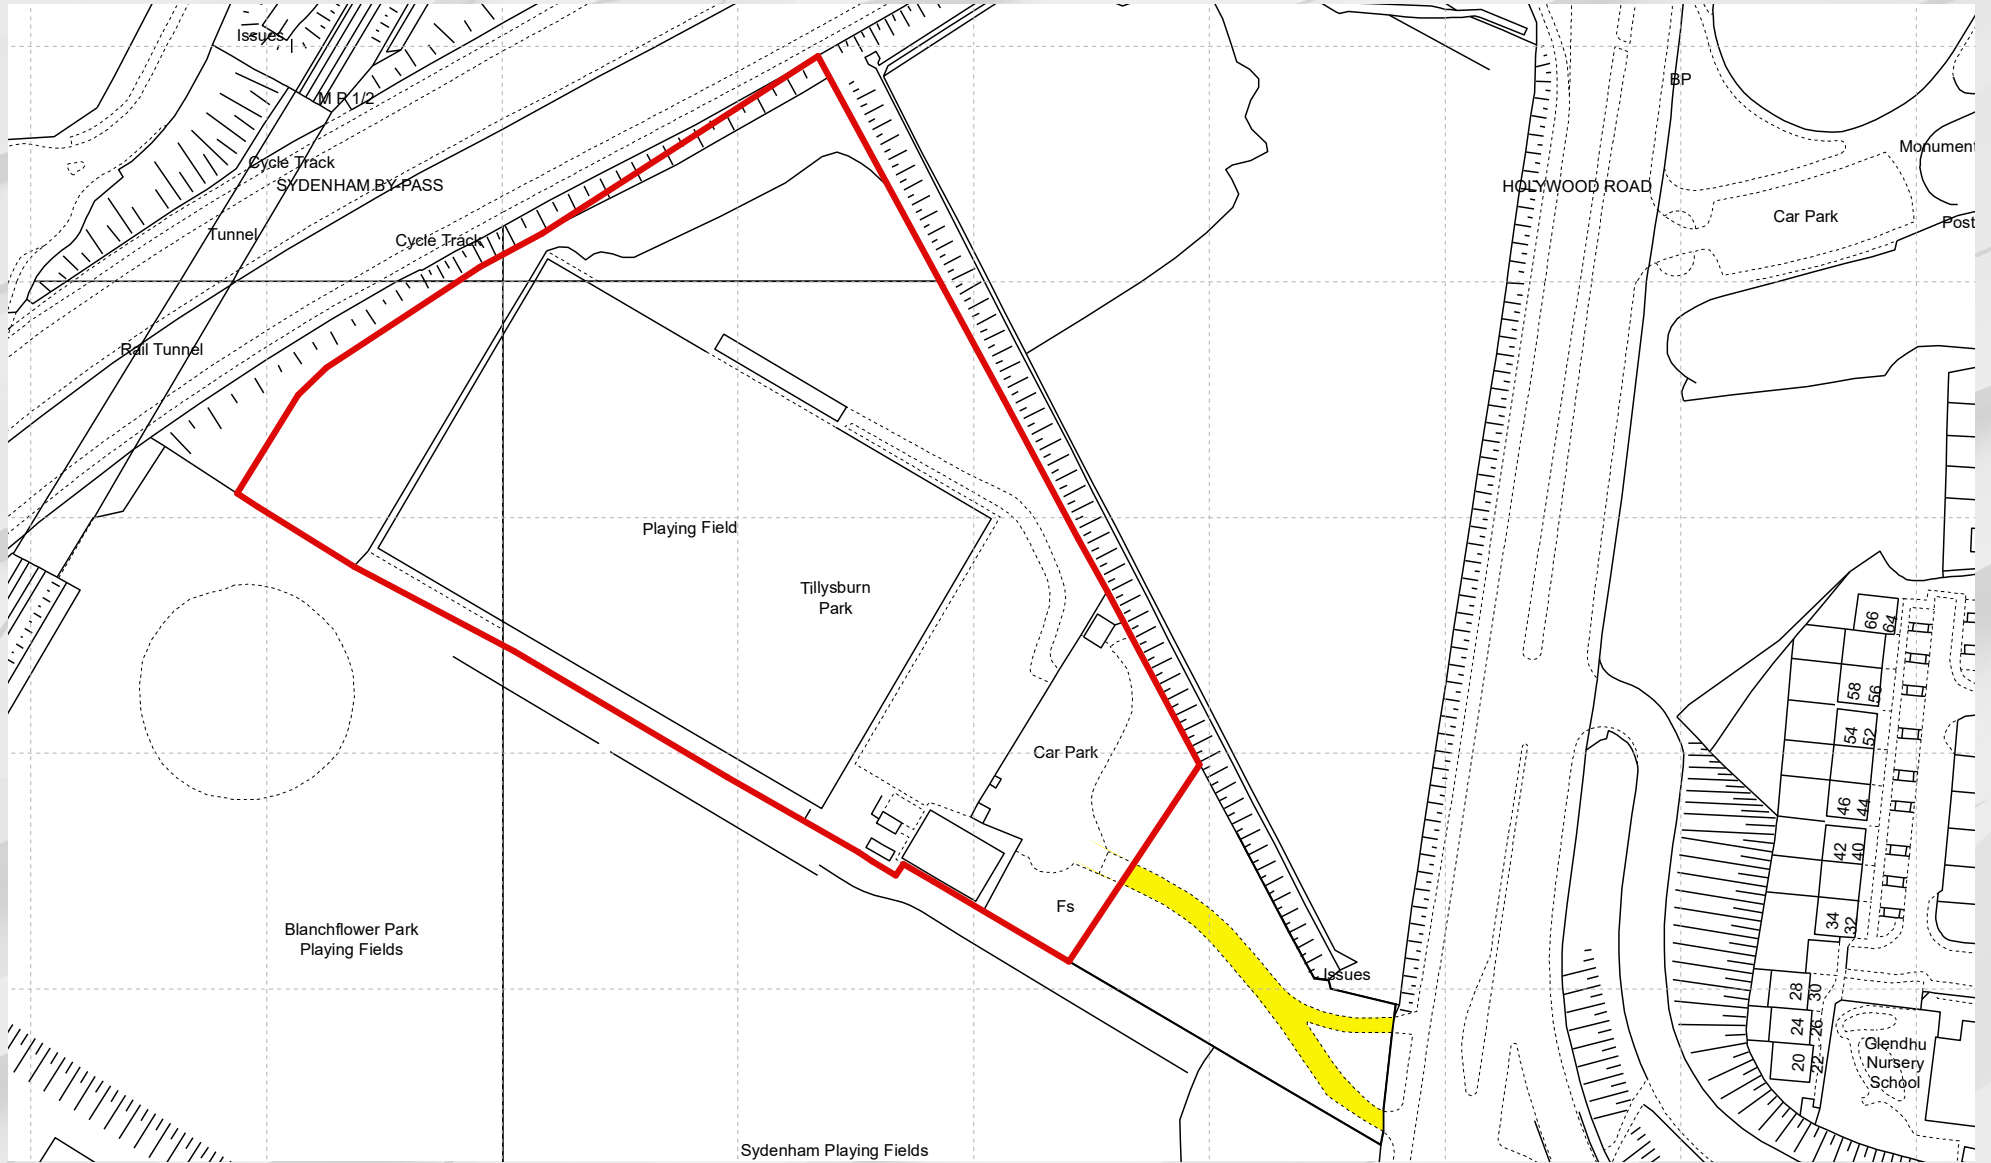 Issues
M P 1/2
BP
Monument
Cycle Track
SYDENHAM BY-PASS
HOLYWOOD ROAD
Car Park
Post
Tunnel
Cycle Track
Rail Tunnel
Playing Field
Tillysburn
Park
66
64
58
56
54
52
Car Park
46
44
42
40
Fs
34
32
Blanchflower Park
Playing Fields
Issues
28
30
24
26
Glendhu
Nursery
School
20
22
Sydenham Playing Fields